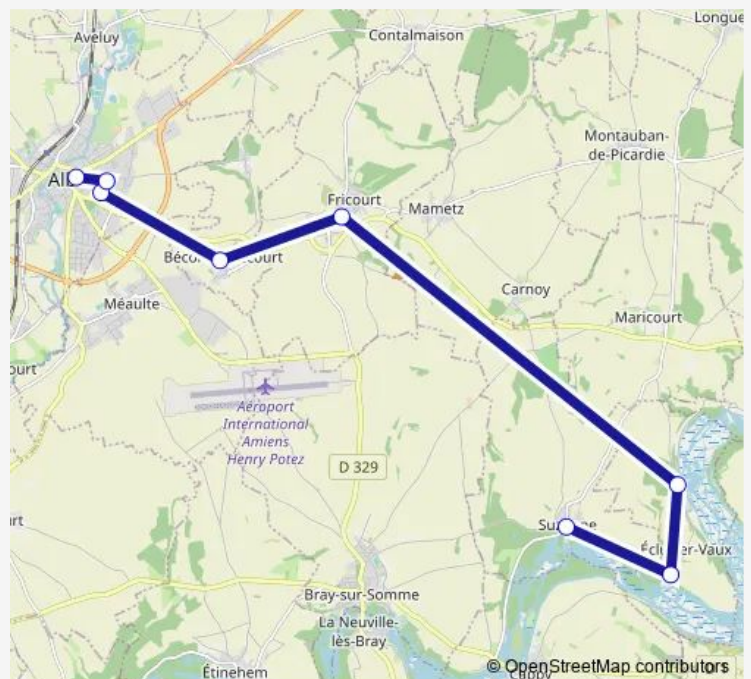 Longue
Aveluy
Contalmaison
Montauban-
de-Picardie
Fricourt
Mametz
Carnoy
Méaulte
Maricourt
Aéroport
International
Amiens
Henry Potez
D 329
Bray-sur-Somme
La Neuville-
lès-Bray
Étinehem
© OpenStreetMap contributors